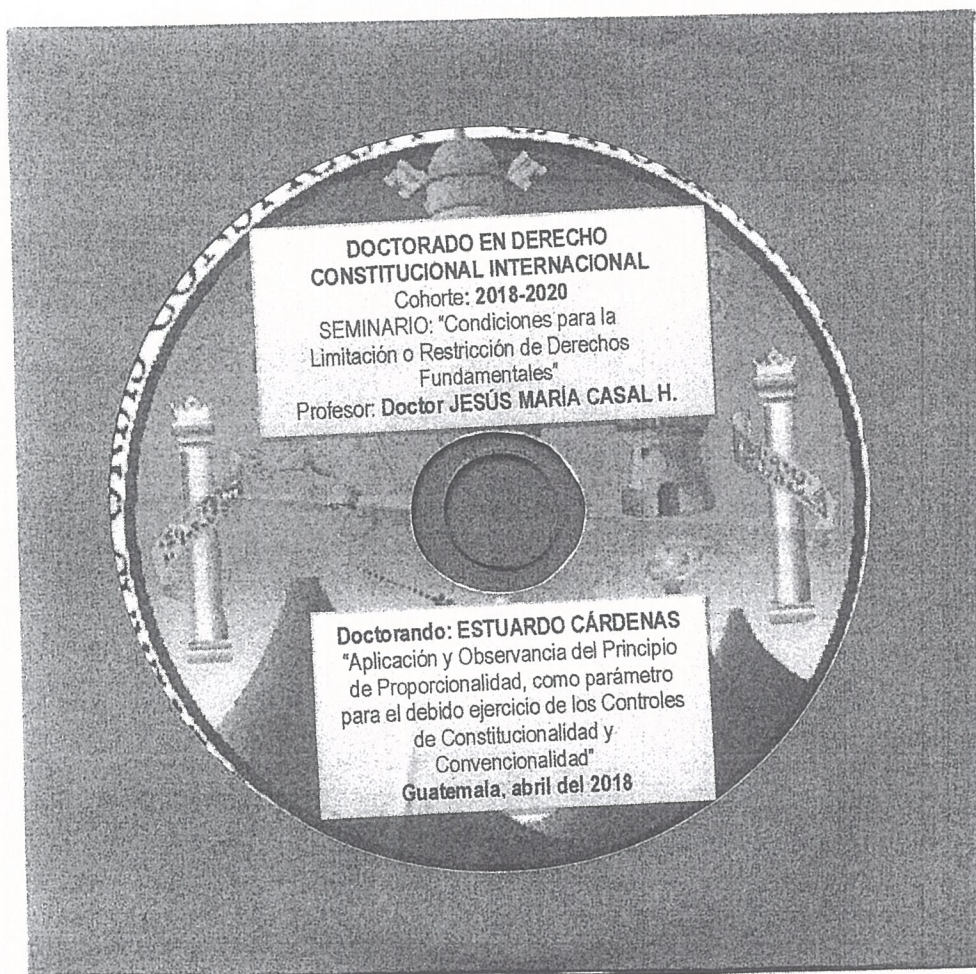 DOCTORADO EN DERECHO
CONSTITUCIONAL INTERNACIONAL
Cohorte: 2018-2020
SEMINARIO: "Condiciones para la
Limitación o Restricción de Derechos
Fundamentales"
Profesor: Doctor JESÚS MARÍA CASAL H.
Doctorando: ESTUARDO CÁRDENAS
"Aplicación y Observancia del Principio
de Proporcionalidad, como parámetro
para el debido ejercicio de los Controles
de Constitucionalidad y
Convencionalidad"
Guatemala, abril del 2018